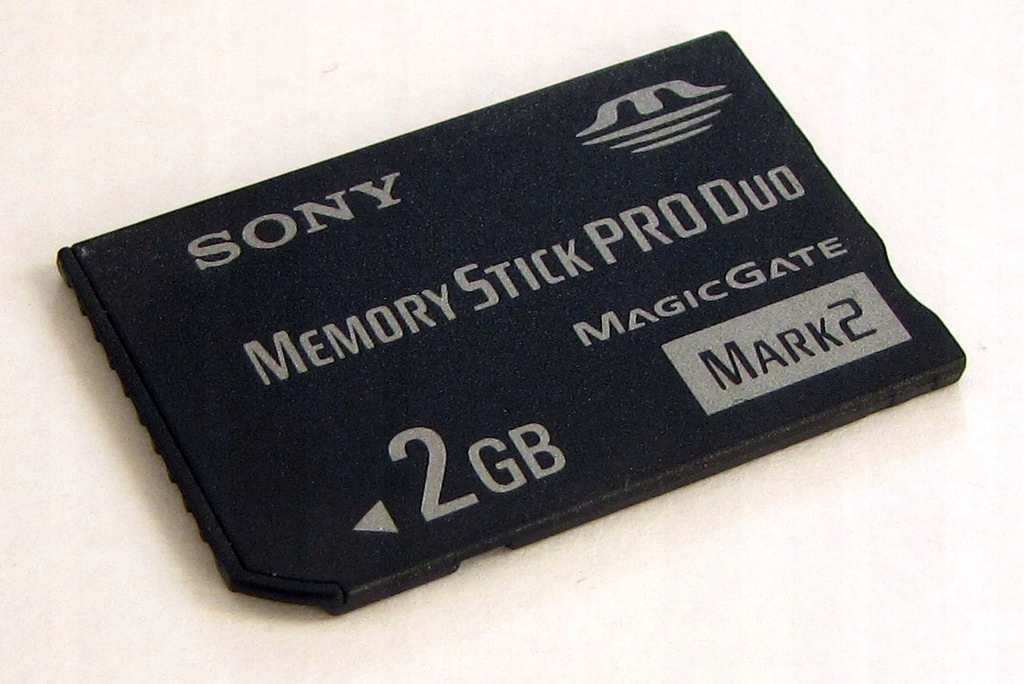 SONY
MEMORY STICK PRO DUO
MAGICGATE
MARK2
2GB